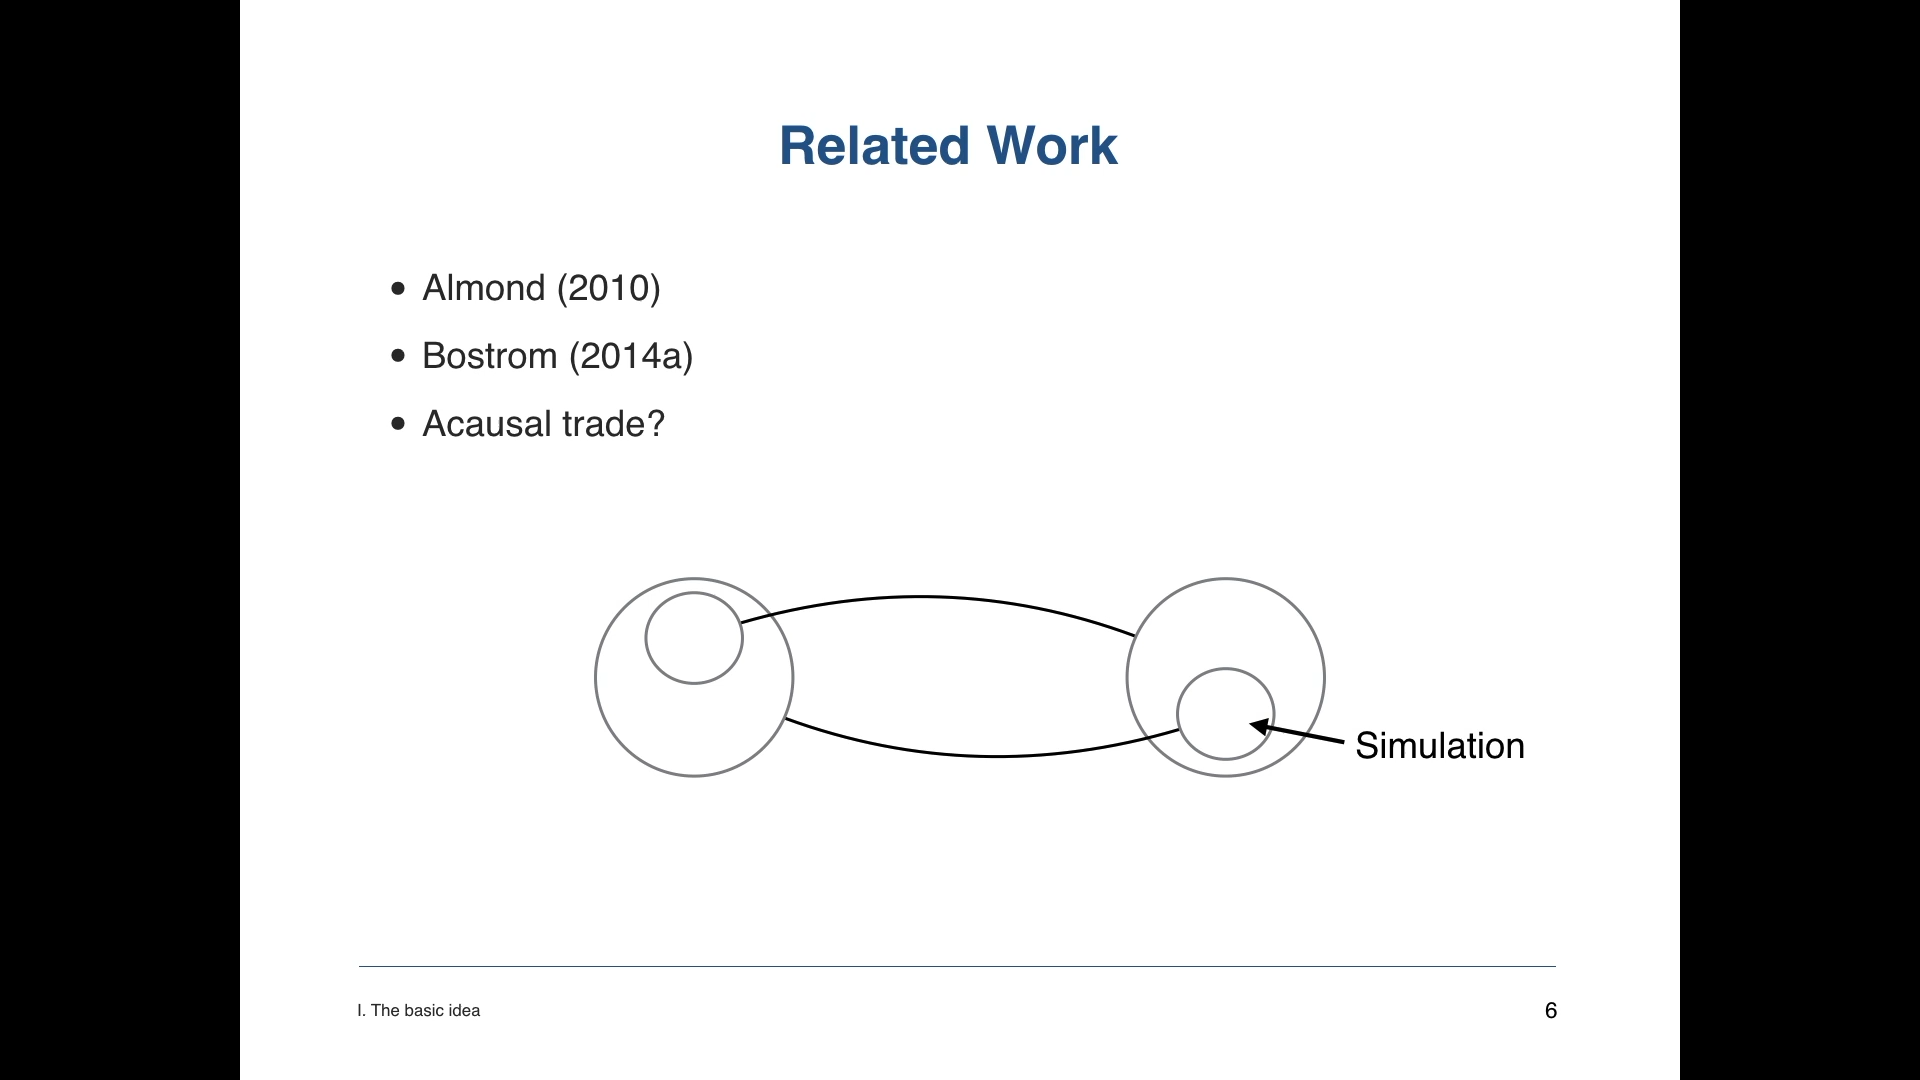 Related Work
• Almond (2010)
• Bostrom (2014a)
• Acausal trade?
Simulation
I. The basic idea
6